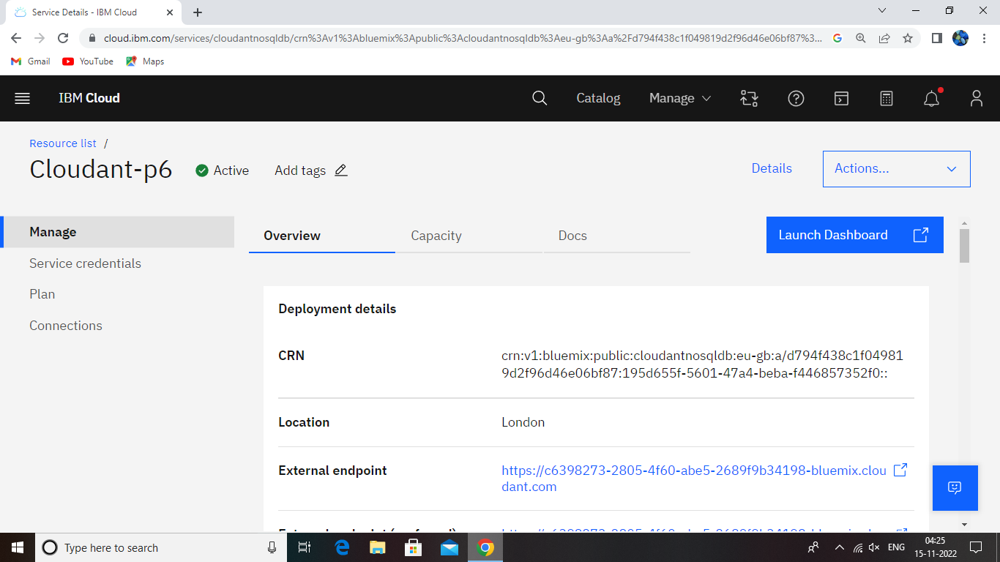 Service Details - IBM Cloud
cloud.ibm.com/services/cloudantnosqldb/crn%3Av1%3Abluemix%3Apublic%3Acloudantnosqldb%3Aeu-gb%3Aa%2Fd794f438c1f049819d2f96d46e06bf87%3...
Gmail YouTube Maps
IBM Cloud Catalog Manage
Resource list /
Cloudant-p6 Active Add tags Details Actions...
Manage
Service credentials
Plan
Connections
Overview Capacity Docs Launch Dashboard
Deployment details
CRN crn:v1:bluemix:public:cloudantnosqldb:eu-gb:a/d794f438c1f04981
9d2f96d46e06bf87:195d655f-5601-47a4-beba-f446857352f0::
Location London
External endpoint https://c6398273-2805-4f60-abe5-2689f9b34198-bluemix.clou
dant.com
Type here to search ENG 04:25
15-11-2022